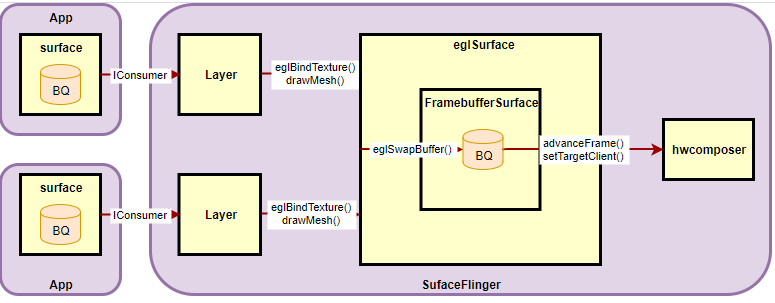 App
surface
BQ
IConsumer
Layer
eglBindTexture()
drawMesh()
eglSurface
FramebufferSurface
eglSwapBuffer()
BQ
advanceFrame()
setTargetClient()
hwcomposer
surface
BQ
IConsumer
Layer
eglBindTexture()
drawMesh()
App
SufaceFlinger